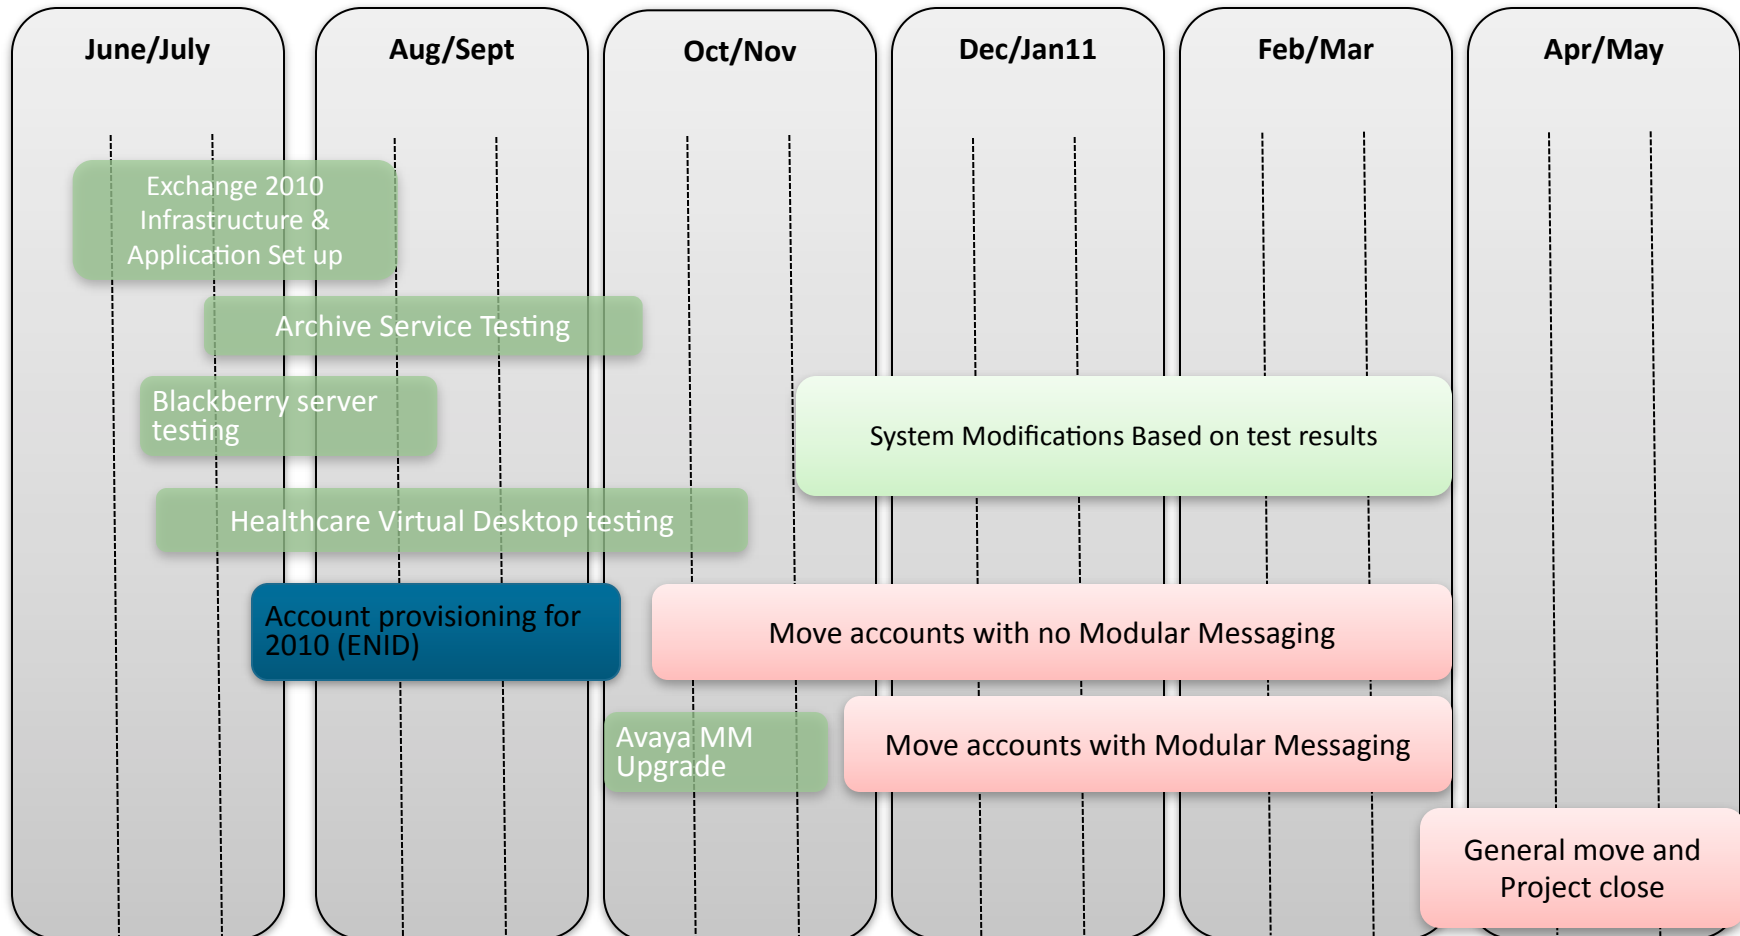 June/July
Aug/Sept
Oct/Nov
Dec/Jan11
Feb/Mar
Apr/May
Exchange 2010
Infrastructure &
Application Set up
Archive Service Testing
Blackberry server
testing
System Modifications Based on test results
Healthcare Virtual Desktop testing
Account provisioning for
2010 (ENID)
Move accounts with no Modular Messaging
Avaya MM
Upgrade
Move accounts with Modular Messaging
General move and
Project close